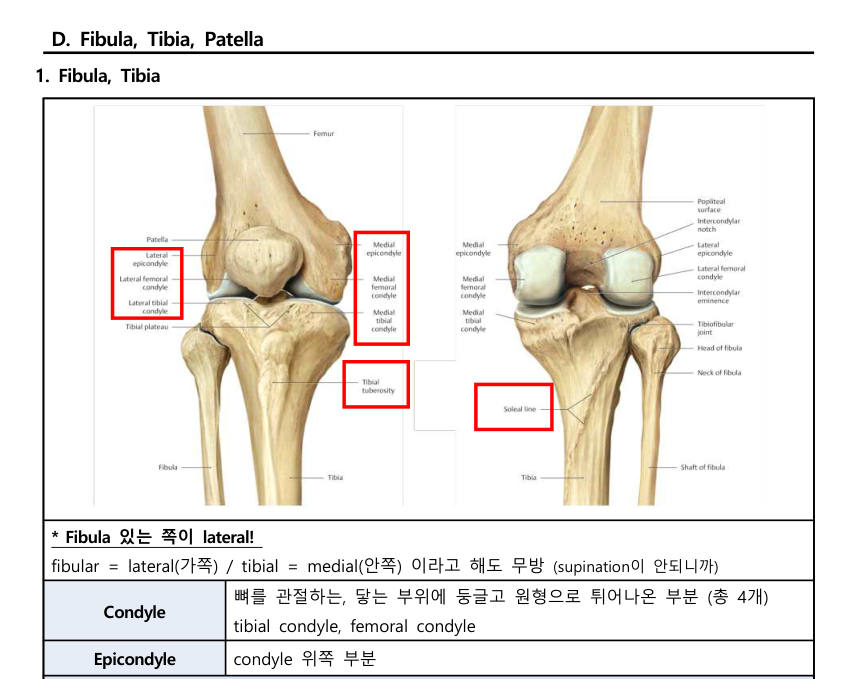 D. Fibula, Tibia, Patella
1. Fibula, Tibia
Femur
Patella
Lateral
epicondyle
Lateral femoral
condyle
Lateral tibial
condyle
Tibial plateau
Medial
epicondyle
Medial
femoral
condyle
Medial
tibial
condyle
Tibial
tuberosity
Fibula
Tibia
Medial
epicondyle
Medial
femoral
condyle
Medial
tibial
condyle
Soleal line
Tibia
Popliteal
surface
Intercondylar
notch
Lateral
epicondyle
Lateral femoral
condyle
Intercondylar
eminence
Tibiofibular
joint
Head of fibula
Neck of fibula
Shaft of fibula
* Fibula 있는 쪽이 lateral!
fibular = lateral(가쪽) / tibial = medial(안쪽) 이라고 해도 무방 (supination이 안되니까)
Condyle
뼈를 관절하는, 닿는 부위에 둥글고 원형으로 튀어나온 부분 (총 4개)
tibial condyle, femoral condyle
Epicondyle
condyle 위쪽 부분